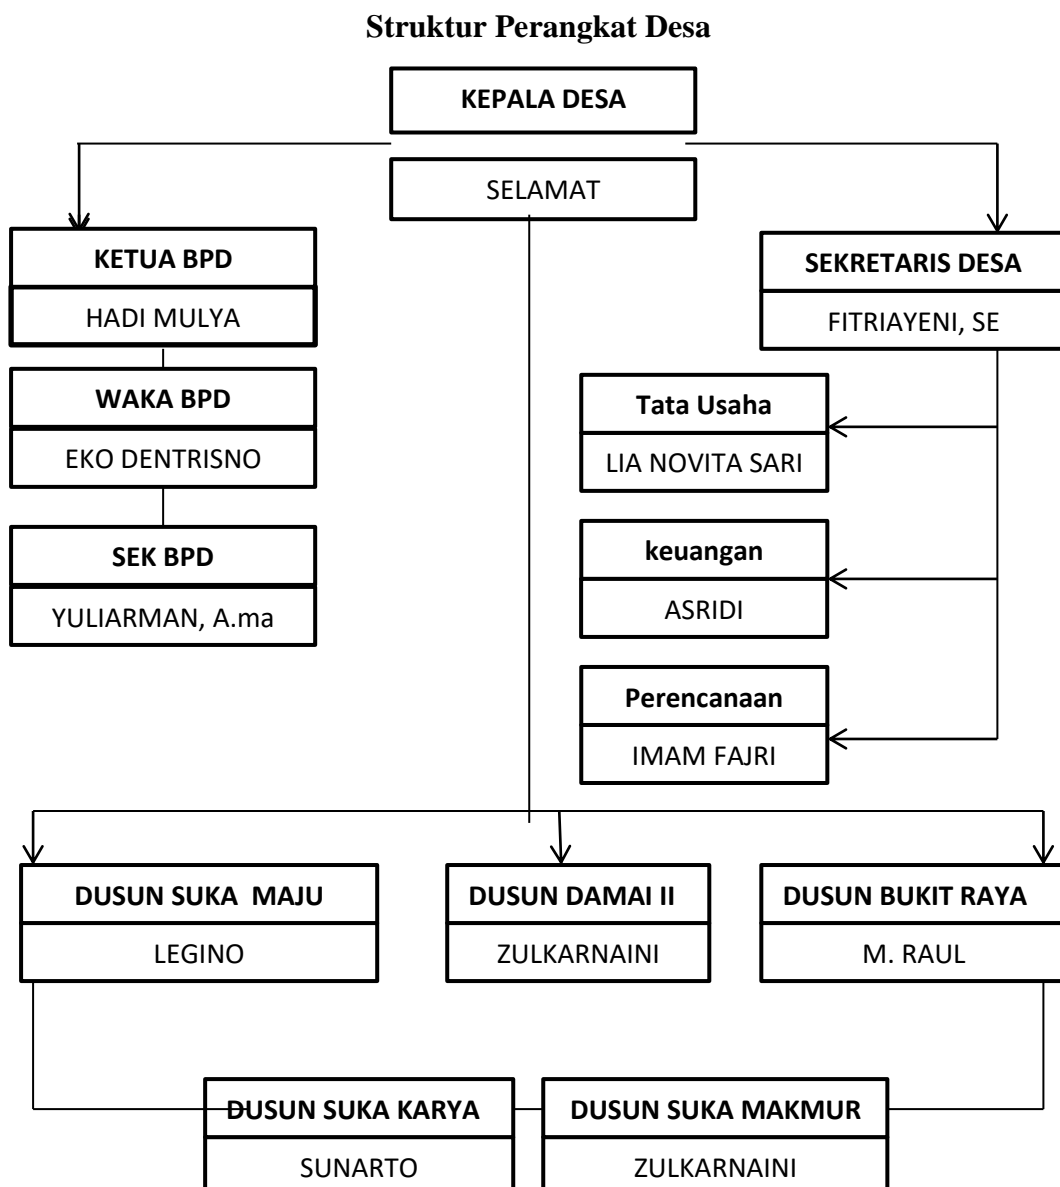 Struktur Perangkat Desa
KEPALA DESA
SELAMAT
KETUA BPD
HADI MULYA
WAKA BPD
EKO DENTRISNO
SEK BPD
YULIARMAN, A.ma
SEKRETARIS DESA
FITRIAYENI, SE
Tata Usaha
LIA NOVITA SARI
keuangan
ASRIDI
Perencanaan
IMAM FAJRI
DUSUN SUKA  MAJU
LEGINO
DUSUN DAMAI II
ZULKARNAINI
DUSUN BUKIT RAYA
M. RAUL
DUSUN SUKA KARYA
SUNARTO
DUSUN SUKA MAKMUR
ZULKARNAINI